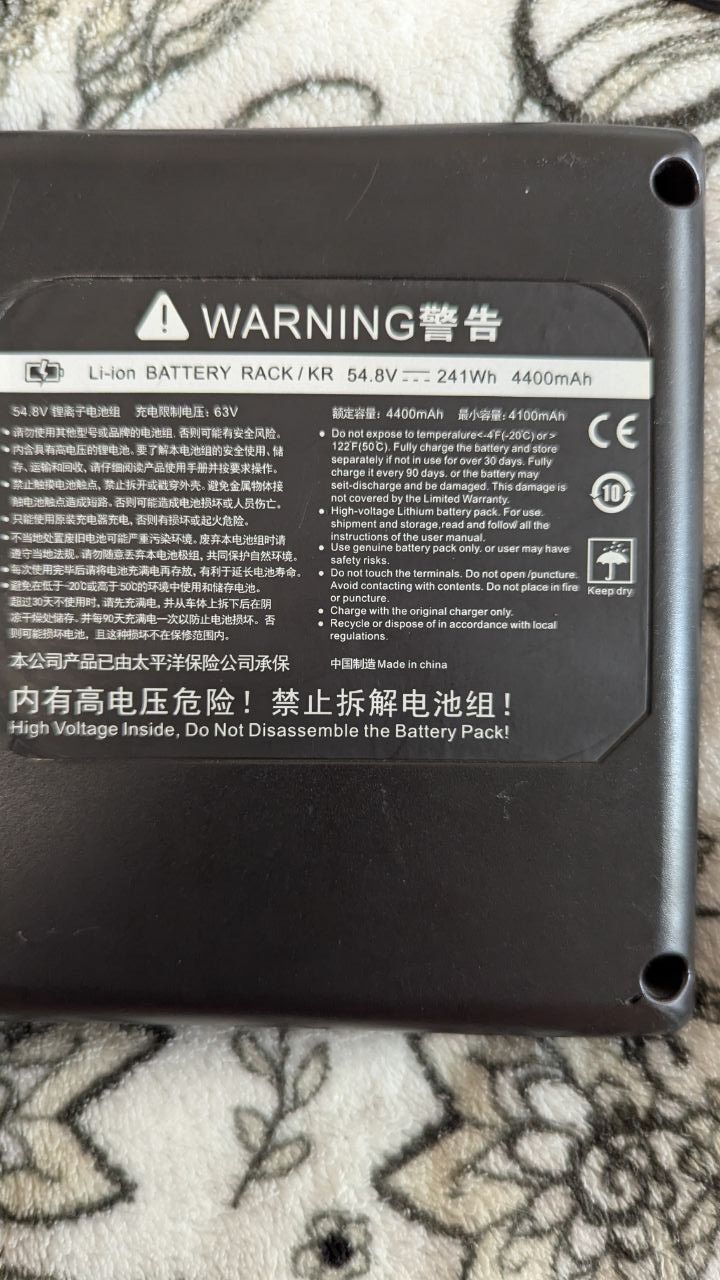 WARNING警告
Li-ion BATTERY RACK/KR 54.8V 241Wh 4400mAh
54.8V 锂离子电池组 充电限制电压：63V
• 请勿使用其他型号或品牌的电池组. 否则可能有安全风险。
• 内含具有高电压的锂电池. 要了解本电池组的安全使用、储
存、运输和回收，请仔细阅读产品使用手册并按要求操作。
• 禁止触摸电池触点，禁止拆开或戳穿外壳. 避免金属物体接
触电池触点造成短路. 否则可能造成电池损坏或人员伤亡。
• 只能使用原装充电器充电，否则有损坏或起火危险。
• 不当地处置废旧电池可能严重污染环境。废弃本电池组时请
遵守当地法规. 请勿随意丢弃本电池极组，共同保护自然环境。
• 每次使用完毕后请将电池充满电再存放，有利于延长电池寿命。
• 避免在低于-20℃或高于50℃的环境中使用和储存电池。
超过30天不使用时，请先充满电，并从车体上拆下后在阴
凉干燥处储存. 并每90天充满电一次以防止电池损坏。否
则可能损坏电池，且这种损坏不在保修范围内。
本公司产品已由太平洋保险公司承保
额定容量：4400mAh 最小容量：4100mAh
• Do not expose to temperalure<-4℉(-20℃) or >
122℉(50℃). Fully charge the battery and store
separately if not in use for over 30 days. Fully
charge it every 90 days. or the battery may
seit-discharge and be damaged. This damage is
not covered by the Limited Warranty.
• High-voltage Lithium battery pack. For use.
shipment and storage,read and follow all the
instructions of the user manual.
• Use genuine battery pack only. or user may have
safety risks.
• Do not touch the terminals. Do not open /puncture.
Avoid contacting with contents. Do not place in fire
or puncture.
• Charge with the original charger only.
• Recycle or dispose of in accordance with local
regulations.
中国制造 Made in china
CE
10
Keep dry
内有高电压危险！禁止拆解电池组！
High Voltage Inside, Do Not Disassemble the Battery Pack!